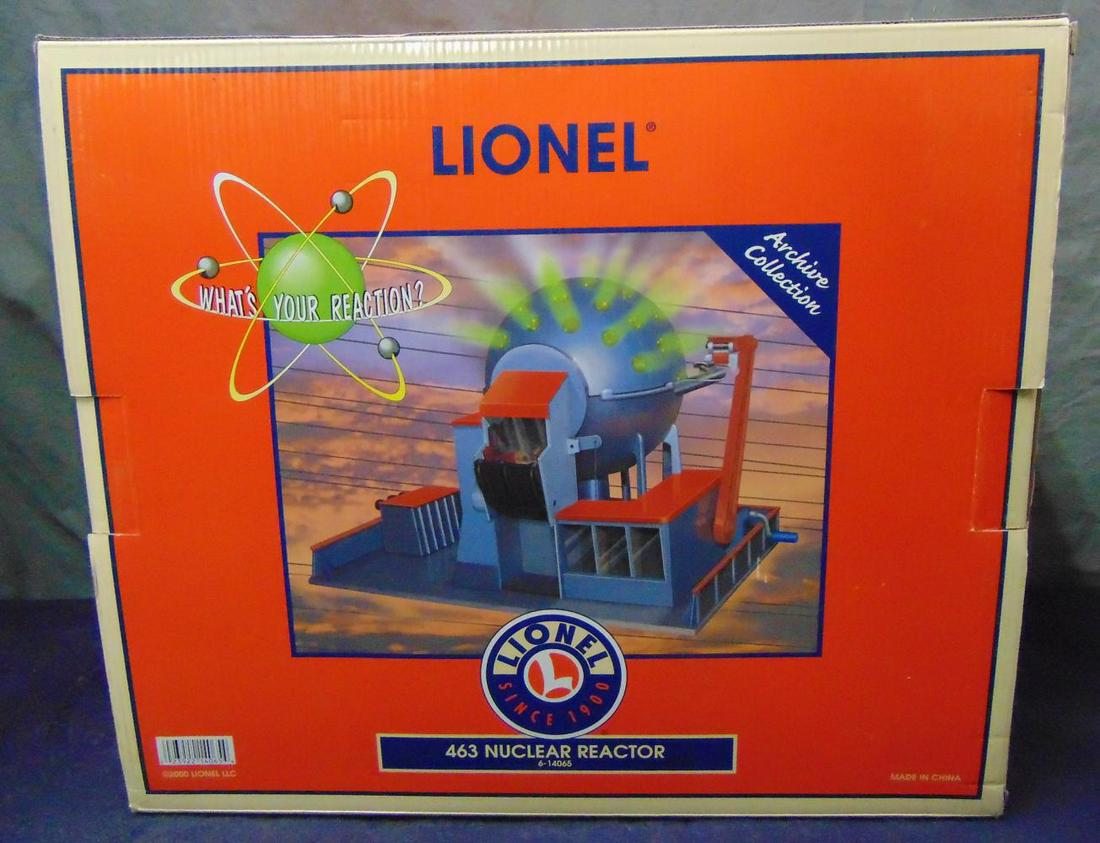 LIONEL®
WHAT'S YOUR REACTION?
Archive
Collection
LIONEL
L
SINCE 1900
463 NUCLEAR REACTOR
6-14065
©2000 LIONEL LLC
MADE IN CHINA